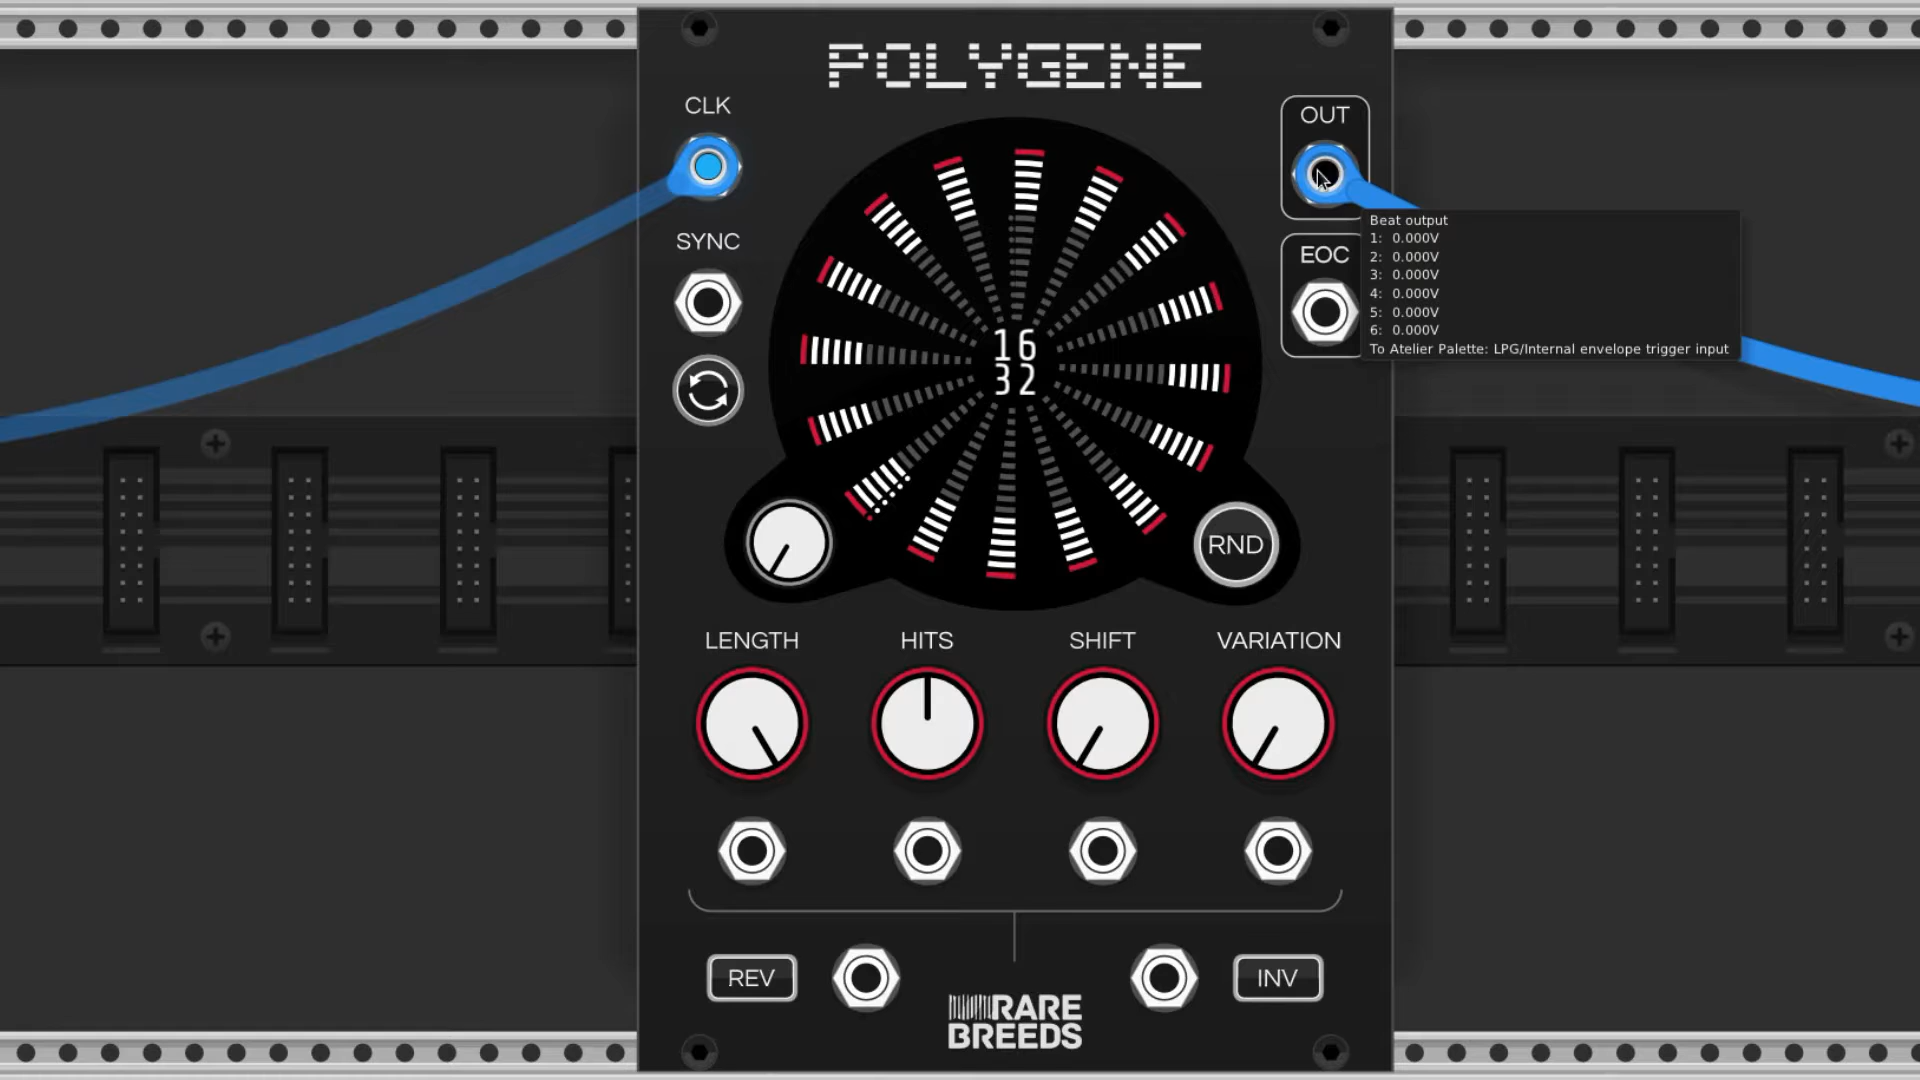 POLYGENE
CLK
OUT
Beat output
1: 0.000V
2: 0.000V
3: 0.000V
4: 0.000V
5: 0.000V
6: 0.000V
To Atelier Palette: LPG/Internal envelope trigger input
SYNC
EOC
16
32
RND
LENGTH
HITS
SHIFT
VARIATION
REV
INV
RARE
BREEDS